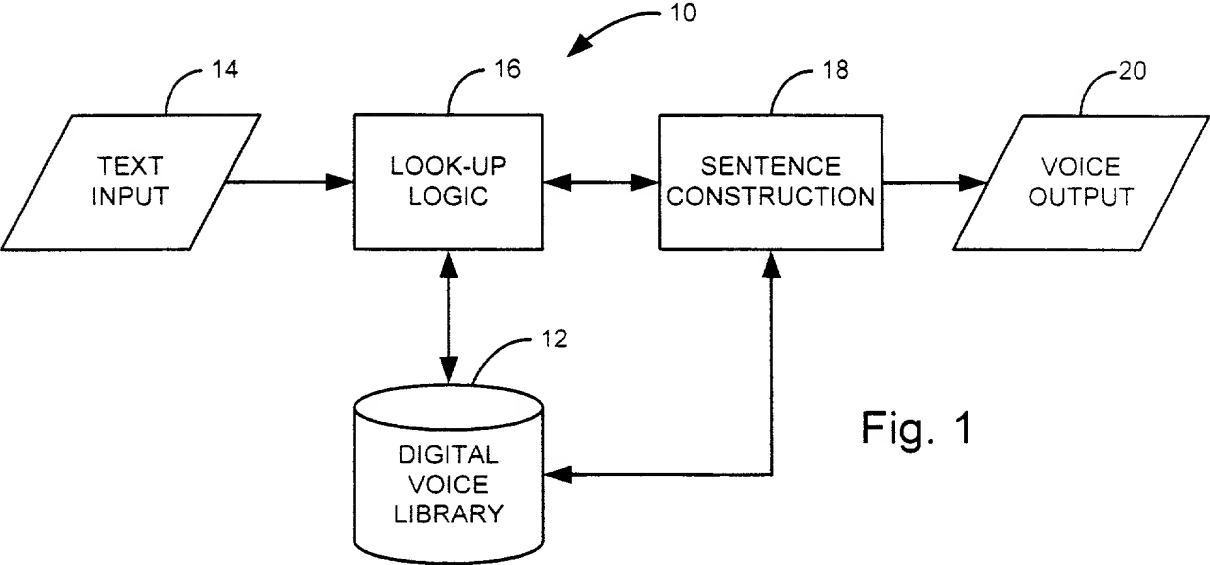 10
14
16
18
20
TEXT
INPUT
LOOK-UP
LOGIC
SENTENCE
CONSTRUCTION
VOICE
OUTPUT
12
DIGITAL
VOICE
LIBRARY
Fig. 1